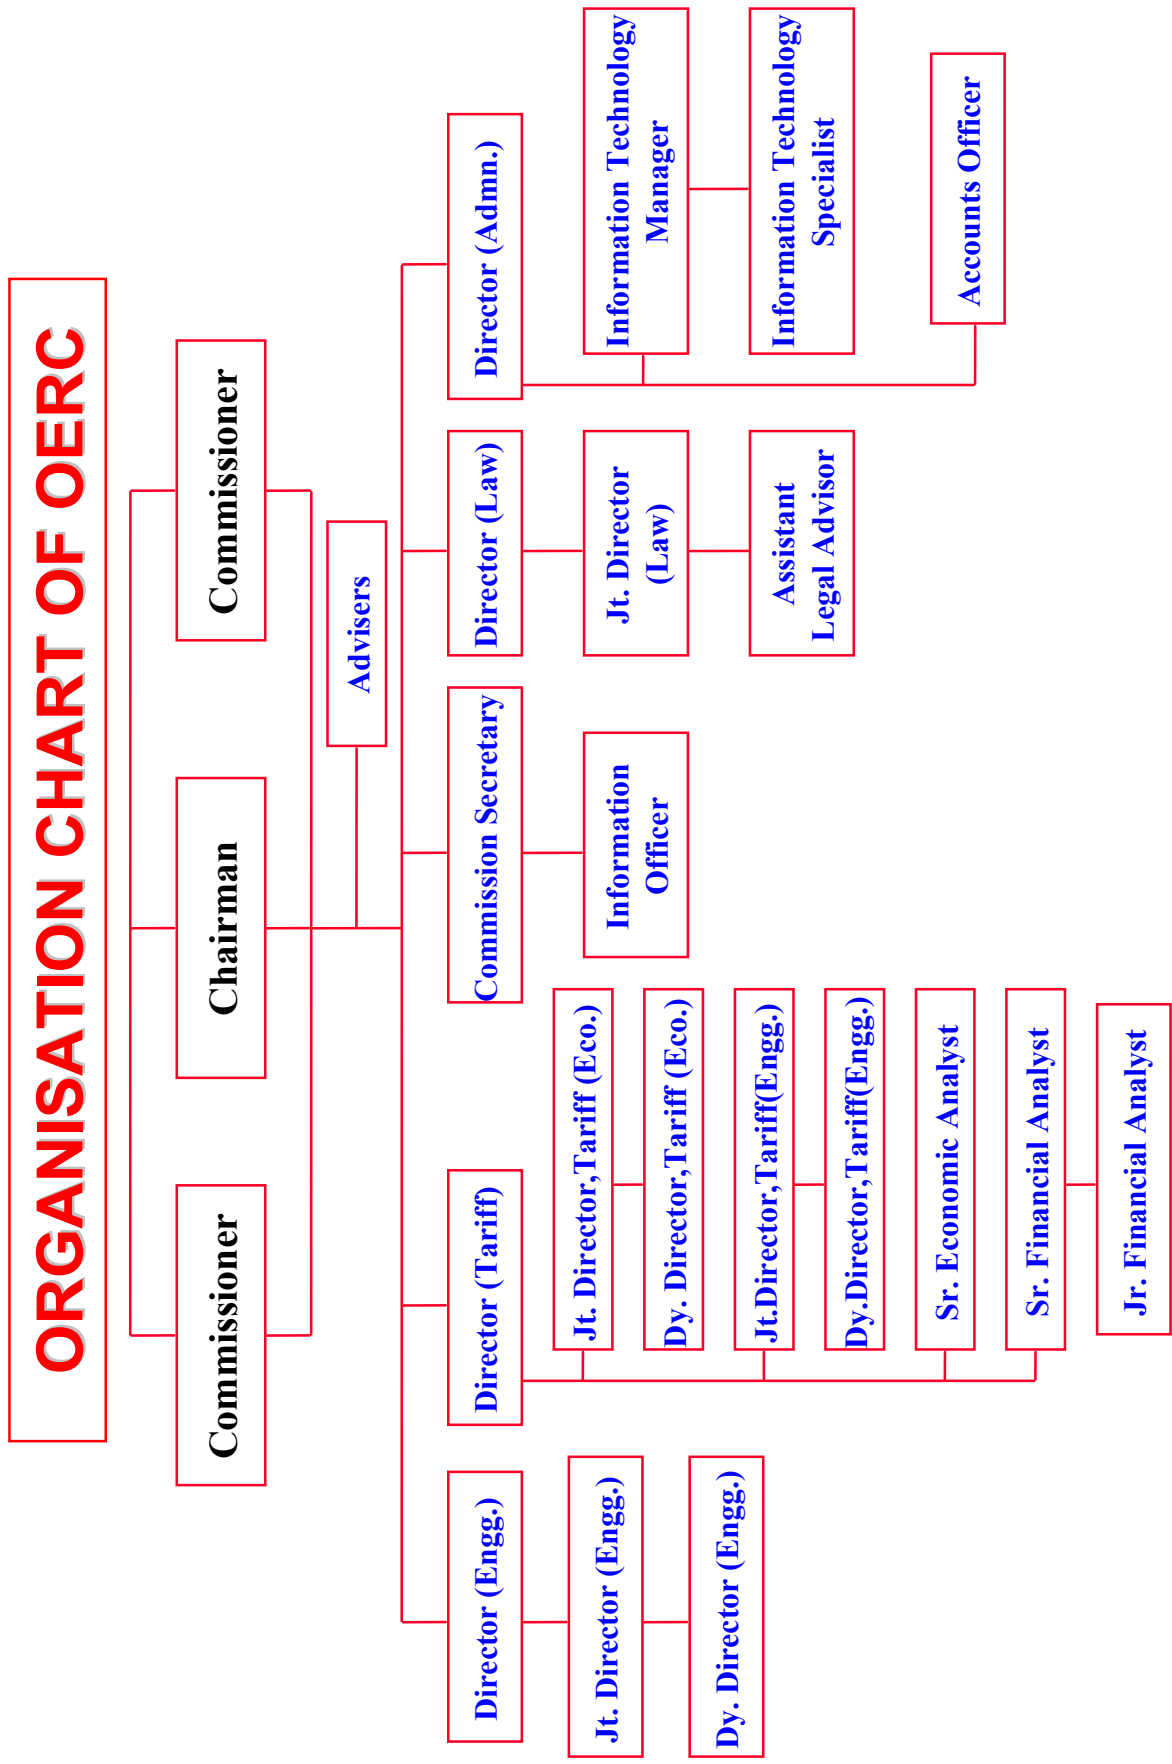 ORGANISATION CHART OF OERC
Commissioner
Chairman
Commissioner
Advisers
Director (Engg.)
Director (Tariff)
Commission Secretary
Director (Law)
Director (Admn.)
Jt. Director (Engg.)
Dy. Director (Engg.)
Jt. Director,Tariff (Eco.)
Dy. Director,Tariff (Eco.)
Jt.Director,Tariff(Engg.)
Dy.Director,Tariff(Engg.)
Sr. Economic Analyst
Sr. Financial Analyst
Jr. Financial Analyst
Information
Officer
Jt. Director
(Law)
Assistant
Legal Advisor
Information Technology
Manager
Information Technology
Specialist
Accounts Officer